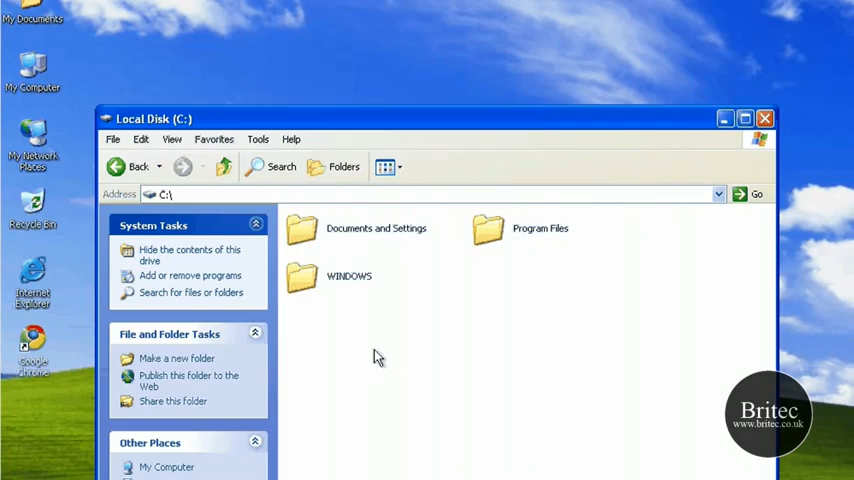 My Documents
My Computer
My Network
Places
Recycle Bin
Internet
Explorer
Google
Chrome
Local Disk (C:)
File Edit View Favorites Tools Help
Back Search Folders
Address C:\ Go
System Tasks
Hide the contents of this
drive
Add or remove programs
Search for files or folders
File and Folder Tasks
Make a new folder
Publish this folder to the
Web
Share this folder
Other Places
My Computer
Documents and Settings
Program Files
WINDOWS
Britec
www.britec.co.uk